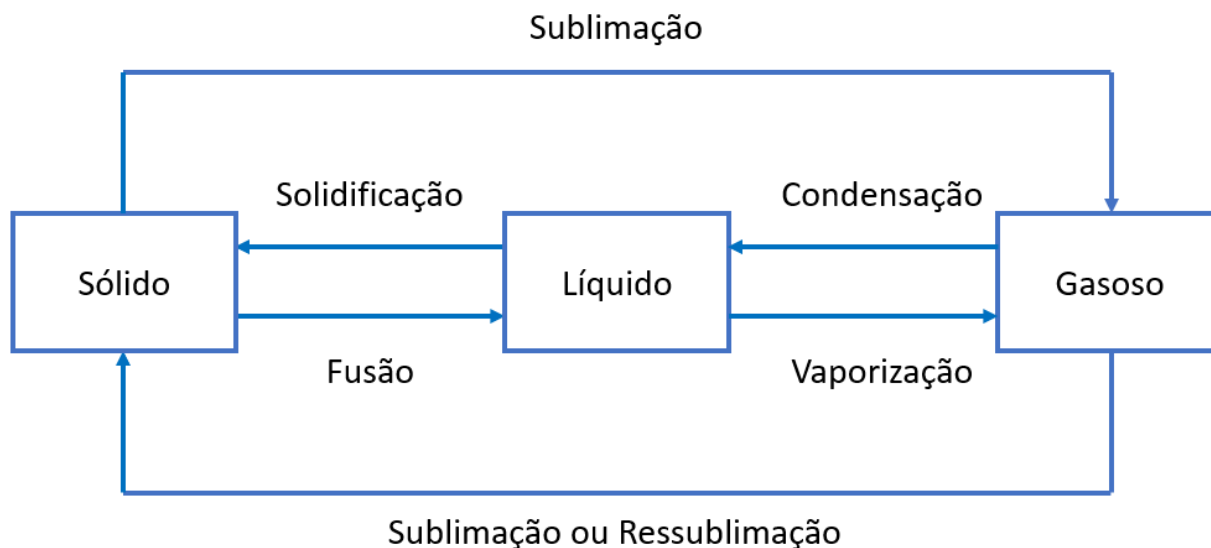 Sublimação
Solidificação
Condensação
Sólido
Líquido
Gasoso
Fusão
Vaporização
Sublimação ou Ressublimação